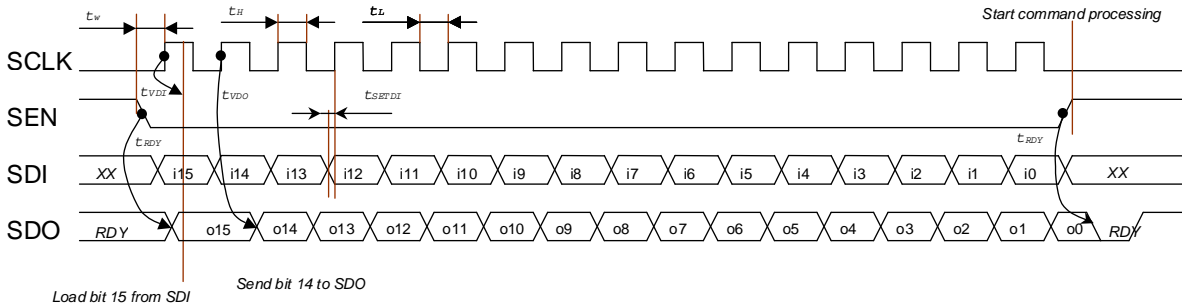 tW tH tL Start command processing
SCLK
tVDI tVDO tSETDI
SEN
tRDY tRDY
SDI XX i15 i14 i13 i12 i11 i10 i9 i8 i7 i6 i5 i4 i3 i2 i1 i0 XX
SDO RDY o15 o14 o13 o12 o11 o10 o9 o8 o7 o6 o5 o4 o3 o2 o1 o0 RDY
Load bit 15 from SDI Send bit 14 to SDO